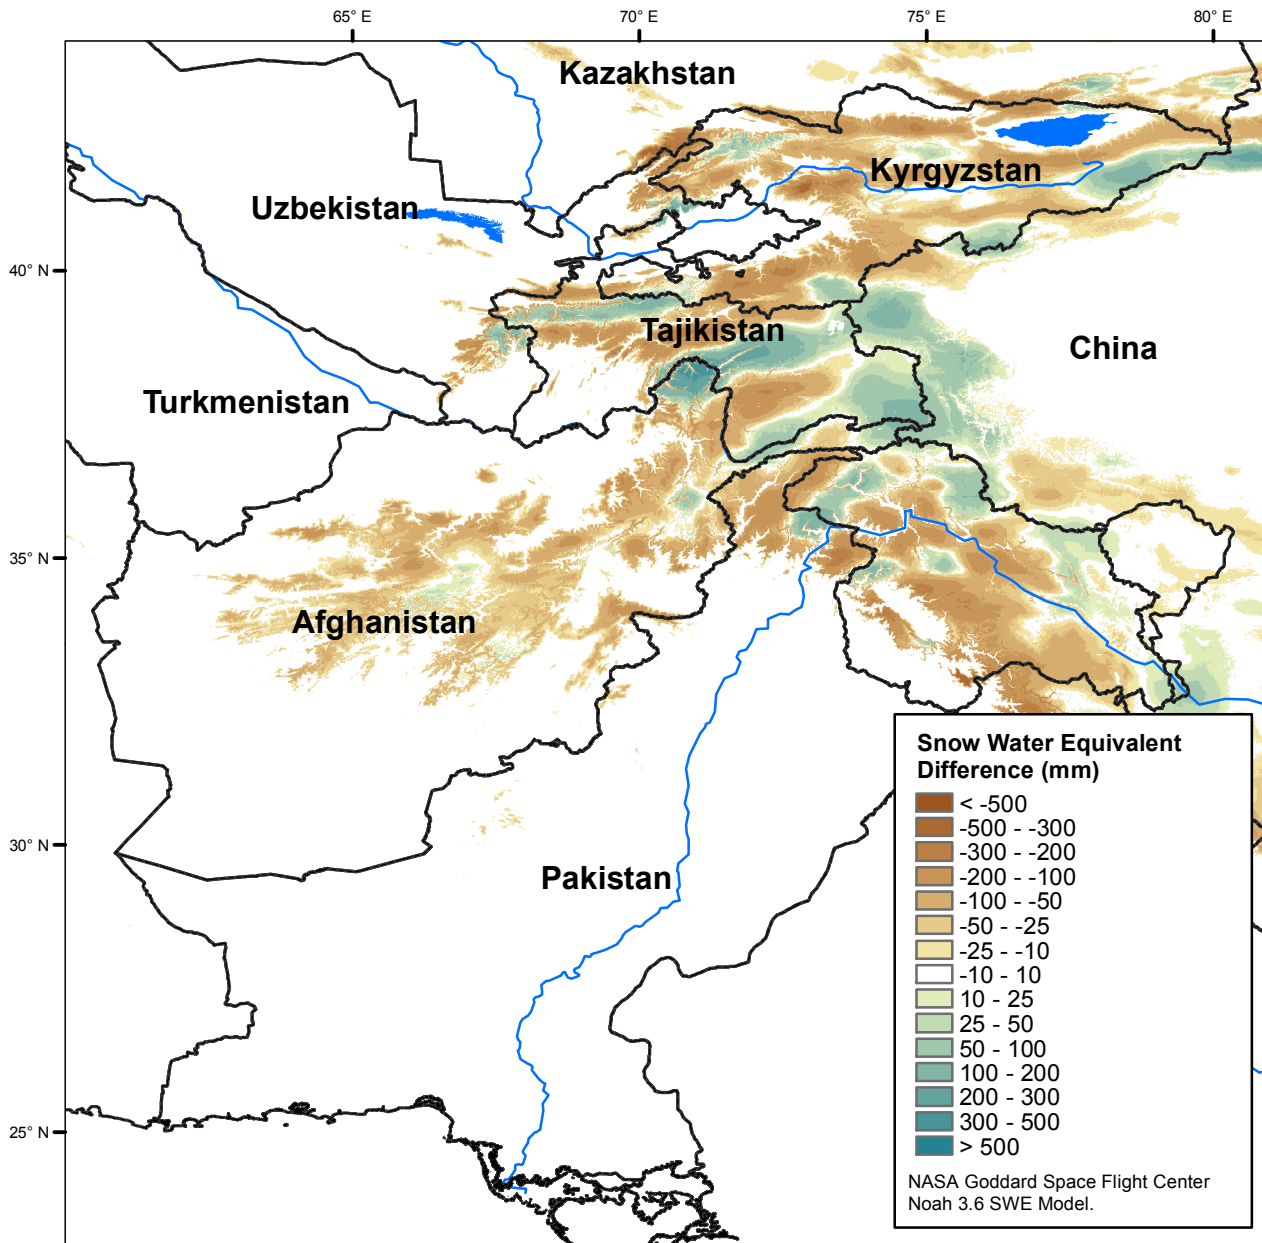 65° E
70° E
75° E
80° E
Kazakhstan
Kyrgyzstan
Uzbekistan
40° N
Tajikistan
China
Turkmenistan
35° N
Afghanistan
30° N
Pakistan
25° N
Snow Water Equivalent
Difference (mm)
< -500
-500 - -300
-300 - -200
-200 - -100
-100 - -50
-50 - -25
-25 - -10
-10 - 10
10 - 25
25 - 50
50 - 100
100 - 200
200 - 300
300 - 500
> 500
NASA Goddard Space Flight Center
Noah 3.6 SWE Model.